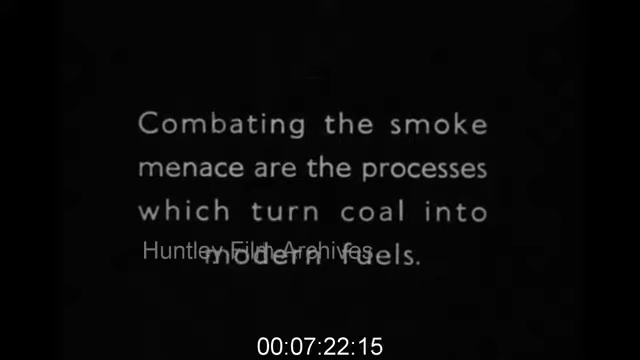 Combating the smoke
menace are the processes
which turn coal into
modern fuels.
Huntley Film Archives
00:07:22:15